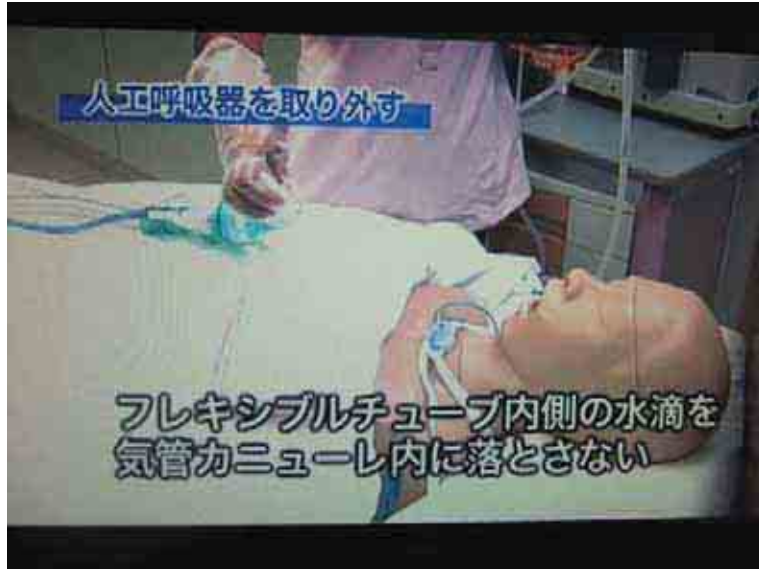 人工呼吸器を取り外す
フレキシブルチューブ内側の水滴を
気管カニューレ内に落とさない